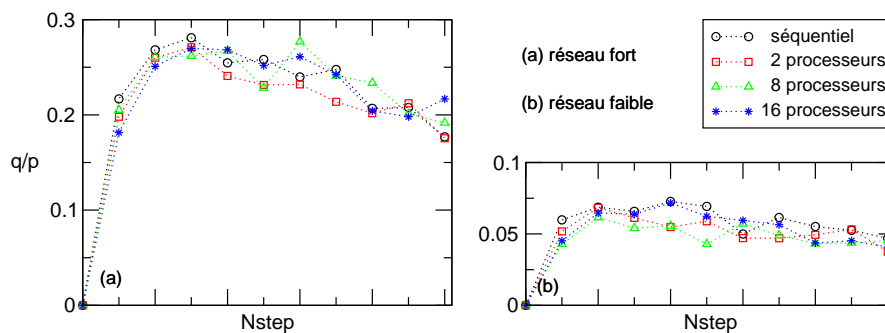 0.3
0.2
q/p
0.1
0
(a)
Nstep
(a) réseau fort
(b) réseau faible
séquentiel
2 processeurs
8 processeurs
16 processeurs
0.1
0.05
0
(b)
Nstep